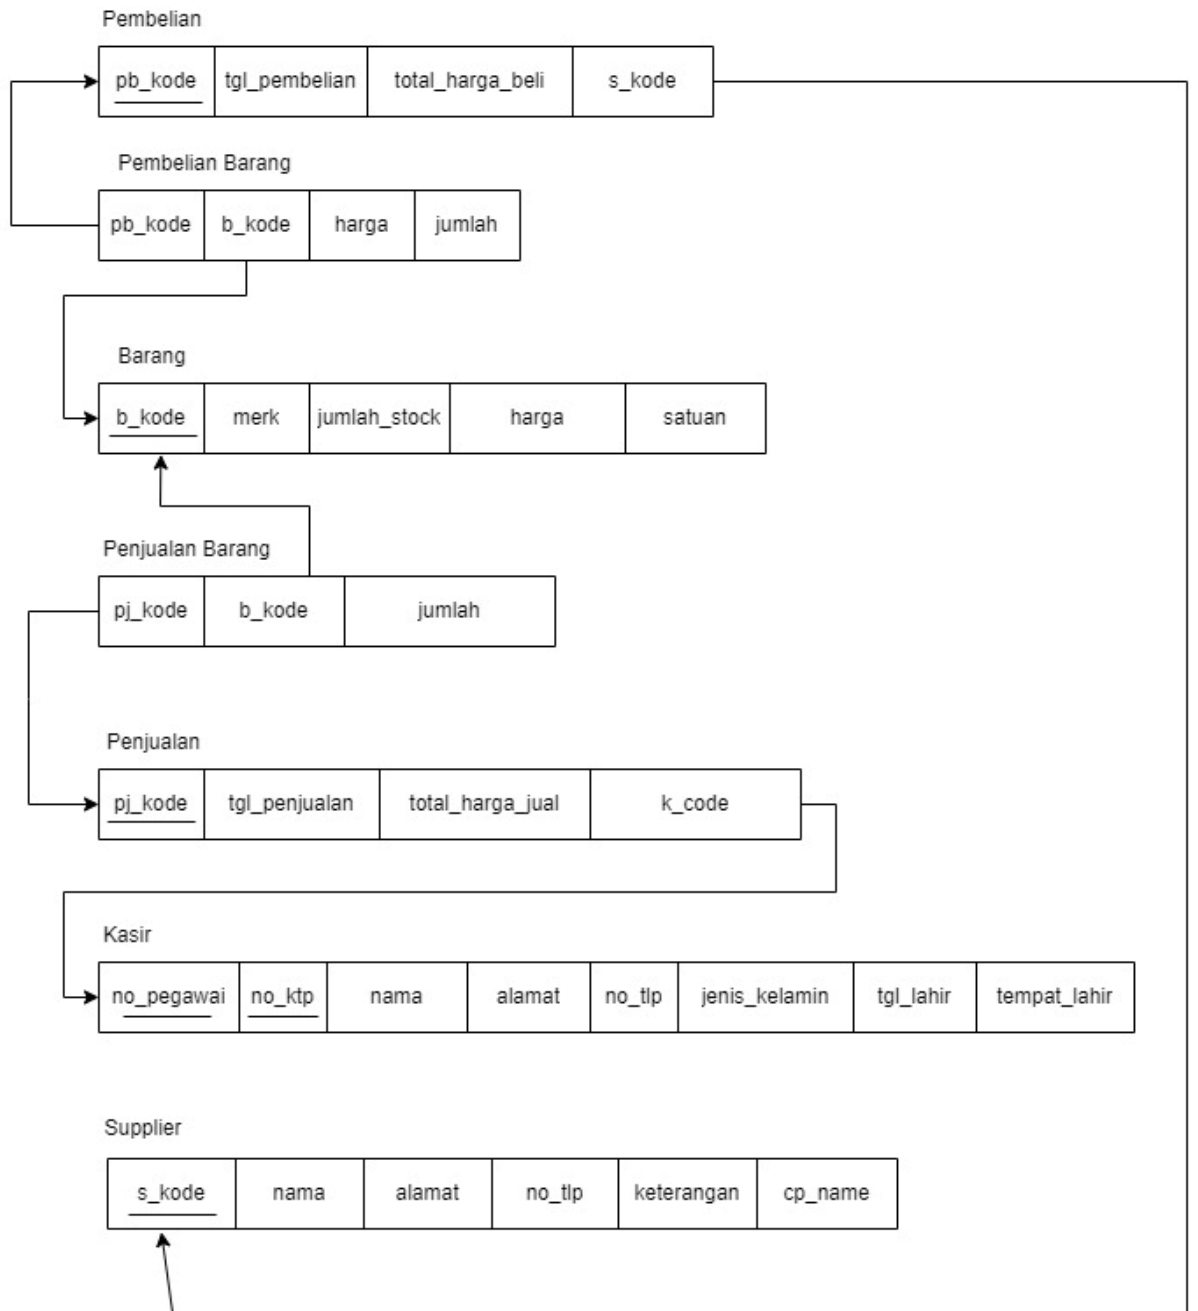 Pembelian
pb_kode tgl_pembelian total_harga_beli s_kode
Pembelian Barang
pb_kode b_kode harga jumlah
Barang
b_kode merk jumlah_stock harga satuan
Penjualan Barang
pj_kode b_kode jumlah
Penjualan
pj_kode tgl_penjualan total_harga_jual k_code
Kasir
no_pegawai no_ktp nama alamat no_tlp jenis_kelamin tgl_lahir tempat_lahir
Supplier
s_kode nama alamat no_tlp keterangan cp_name